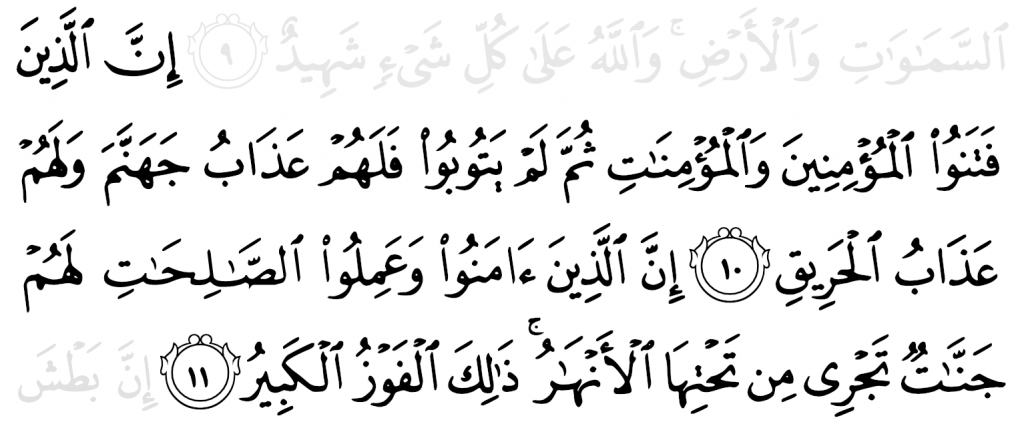 ٱلسَّمَٰوَٰتِ وَٱلۡأَرۡضِۚ وَٱللَّهُ عَلَىٰ كُلِّ شَيۡءٖ شَهِيدٌ ٩ إِنَّ ٱلَّذِينَ
فَتَنُواْ ٱلۡمُؤۡمِنِينَ وَٱلۡمُؤۡمِنَٰتِ ثُمَّ لَمۡ يَتُوبُواْ فَلَهُمۡ عَذَابُ جَهَنَّمَ وَلَهُمۡ
عَذَابُ ٱلۡحَرِيقِ ١٠ إِنَّ ٱلَّذِينَ ءَامَنُواْ وَعَمِلُواْ ٱلصَّٰلِحَٰتِ لَهُمۡ
جَنَّٰتٞ تَجۡرِي مِن تَحۡتِهَا ٱلۡأَنۡهَٰرُۚ ذَٰلِكَ ٱلۡفَوۡزُ ٱلۡكَبِيرُ ١١ إِنَّ بَطۡشَ